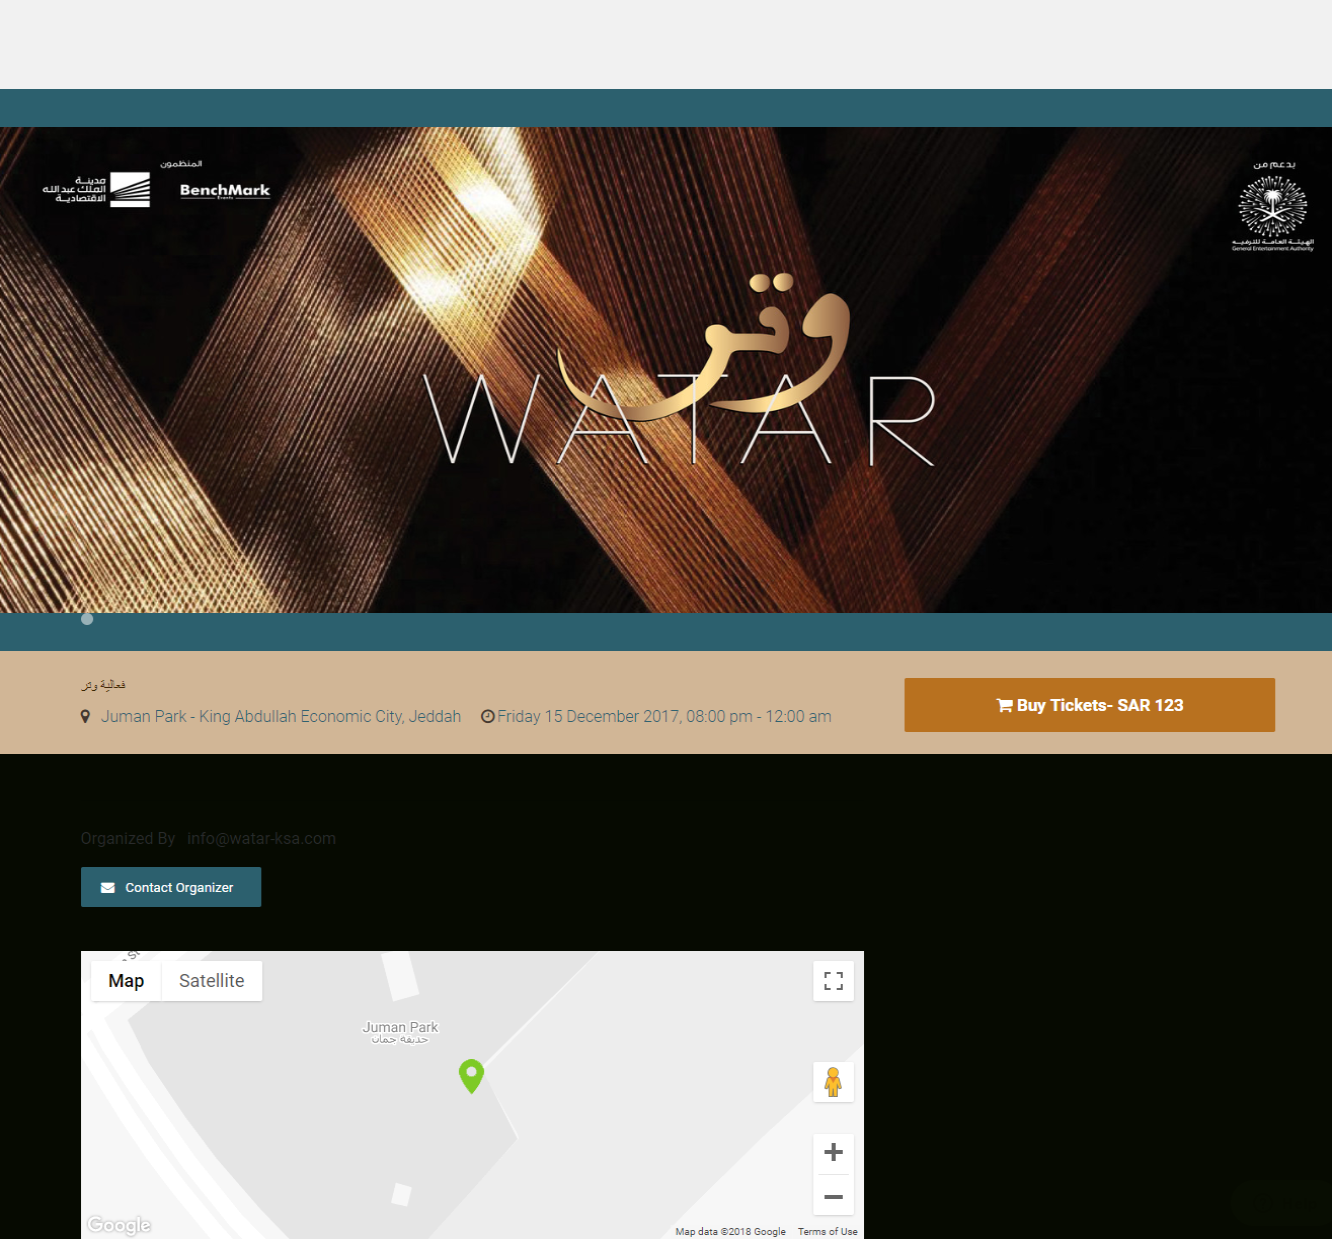 المنظمون
مدينة
الملك عبدالله
الاقتصادية
BenchMark
Events
بدعم من
الهيئة العامة للترفيه
General Entertainment Authority
وتر
WATAR
فعالية وتر
Juman Park - King Abdullah Economic City, Jeddah
Friday 15 December 2017, 08:00 pm - 12:00 am
Buy Tickets- SAR 123
Organized By info@watar-ksa.com
Contact Organizer
Map Satellite
Juman Park
حديقة جمان
Google
Map data ©2018 Google Terms of Use